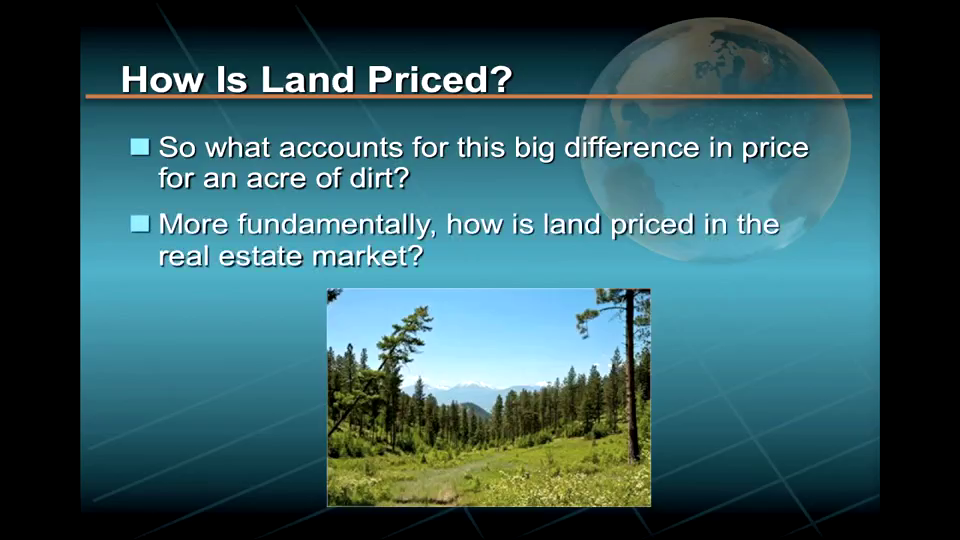 How Is Land Priced?
So what accounts for this big difference in price
for an acre of dirt?
More fundamentally, how is land priced in the
real estate market?